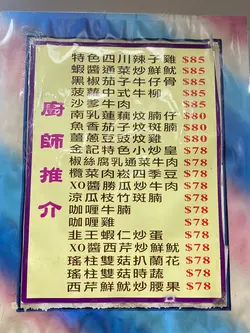 廚師推介
特色四川辣子雞 $85
蝦醬通菜炒鮮魷 $85
黑椒茄子牛仔骨 $85
菠蘿中式牛柳 $85
沙爹牛肉 $85
南乳蓮藕炆腩仔 $80
魚香茄子炆斑腩 $80
薑蔥豆豉炆雞 $80
金記特色小炒皇 $78
椒絲腐乳通菜牛肉 $78
欖菜肉崧四季豆 $78
XO醬勝瓜炒牛肉 $78
涼瓜枝竹斑腩 $78
咖喱牛腩 $78
咖喱雞 $78
韭王蝦仁炒蛋 $78
XO醬西芹炒鮮魷 $78
瑤柱雙菇扒蘭花 $78
瑤柱雙菇時蔬 $78
西芹鮮魷炒腰果 $78